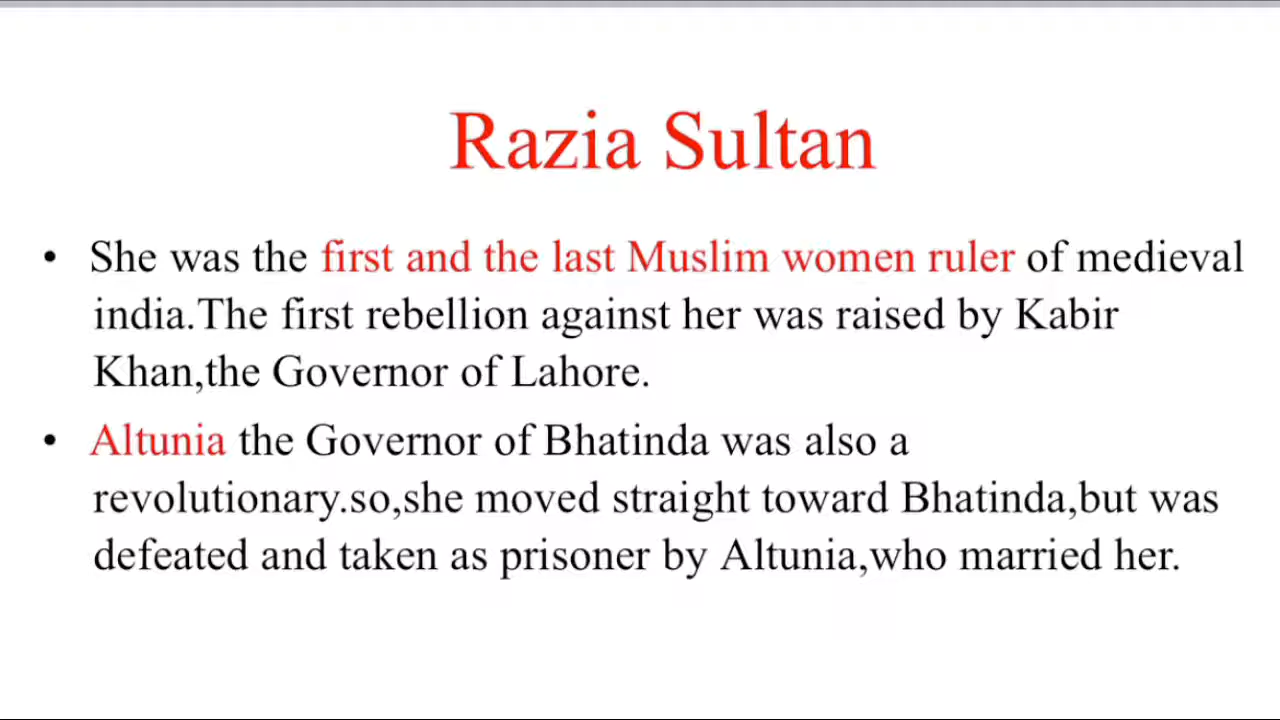 Razia Sultan
• She was the first and the last Muslim women ruler of medieval
india.The first rebellion against her was raised by Kabir
Khan,the Governor of Lahore.
• Altunia the Governor of Bhatinda was also a
revolutionary.so,she moved straight toward Bhatinda,but was
defeated and taken as prisoner by Altunia,who married her.